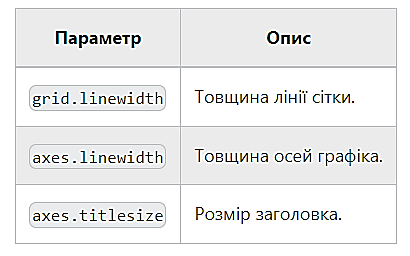 Параметр Опис
grid.linewidth Товщина лінії сітки.
axes.linewidth Товщина осей графіка.
axes.titlesize Розмір заголовка.